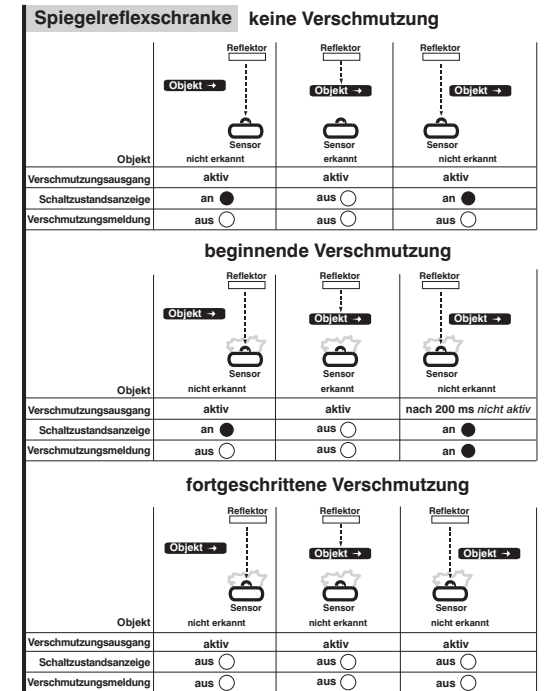 Spiegelreflexschranke keine Verschmutzung
Reflektor Reflektor Reflektor
Objekt → Objekt → Objekt →
Sensor Sensor Sensor
Objekt nicht erkannt erkannt nicht erkannt
Verschmutzungsausgang aktiv aktiv aktiv
Schaltzustandsanzeige an aus an
Verschmutzungsmeldung aus aus aus
beginnende Verschmutzung
Reflektor Reflektor Reflektor
Objekt → Objekt → Objekt →
Sensor Sensor Sensor
Objekt nicht erkannt erkannt nicht erkannt
Verschmutzungsausgang aktiv aktiv nach 200 ms nicht aktiv
Schaltzustandsanzeige an aus an
Verschmutzungsmeldung aus aus an
fortgeschrittene Verschmutzung
Reflektor Reflektor Reflektor
Objekt → Objekt → Objekt →
Sensor Sensor Sensor
Objekt nicht erkannt nicht erkannt nicht erkannt
Verschmutzungsausgang aktiv aktiv aktiv
Schaltzustandsanzeige aus aus aus
Verschmutzungsmeldung aus aus aus